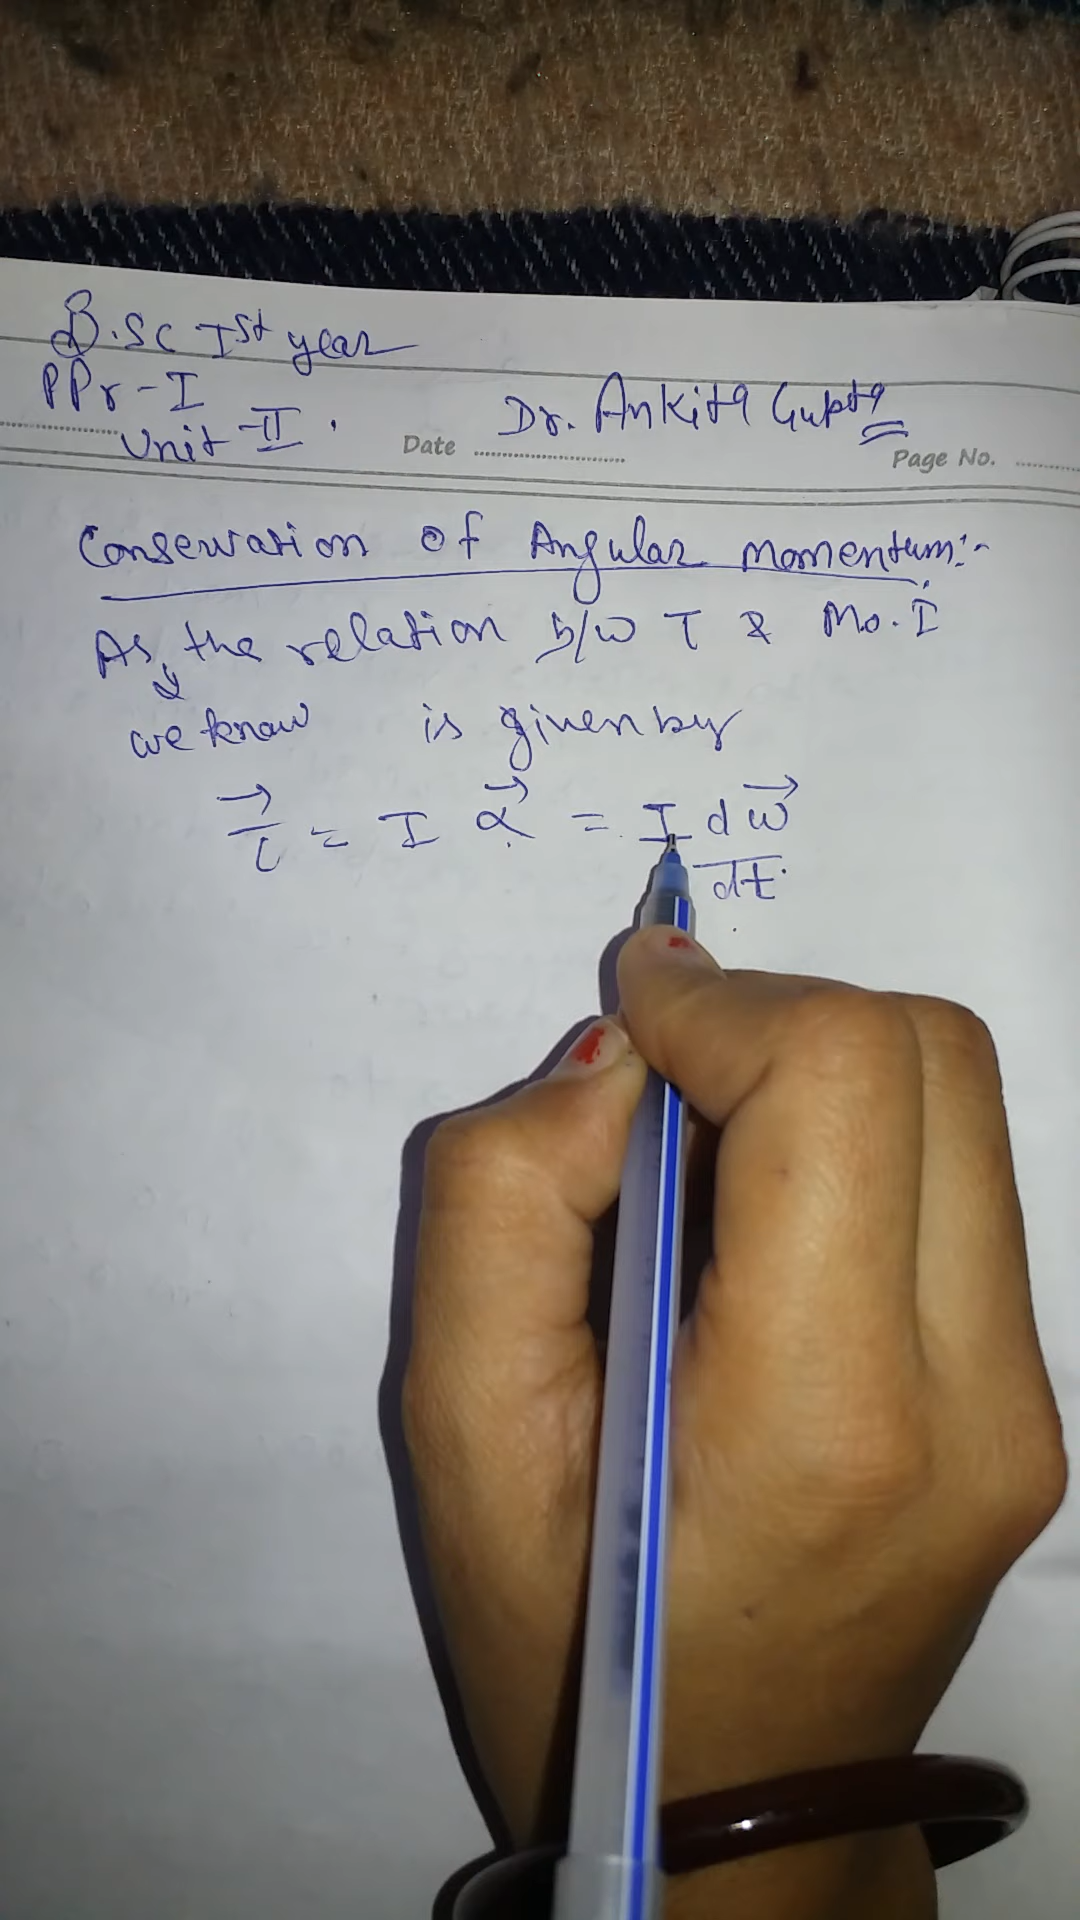 B.Sc Ist year
PPr - I
Unit - II .
Dr. Ankita Gupta
Date
Page No.
Conservation Of Angular momentum:-
As, the relation b/w τ & Mo. I
we know is given by
τ⃗ = I α⃗ = I dω⃗
dt